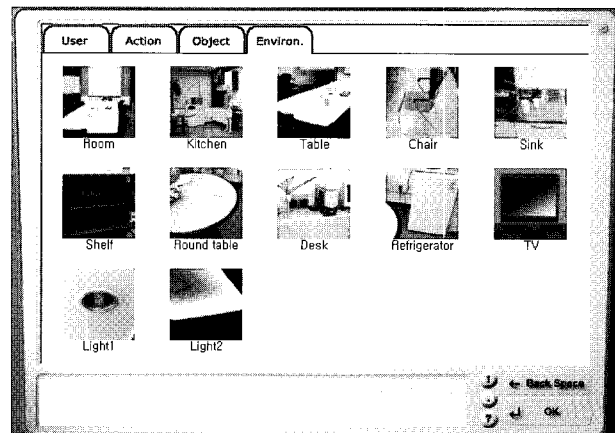 User Action Object Environ.
Room Kitchen Table Chair Sink
Shelf Round table Desk Refrigerator TV
Light1 Light2
! ← Back Space
.
? ↵ OK